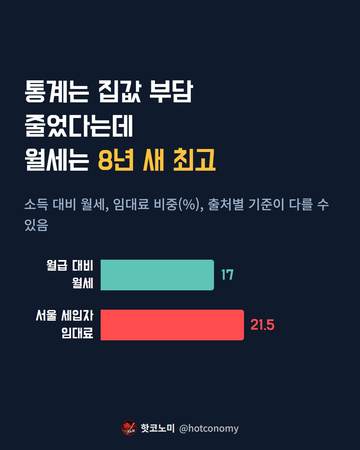 통계는 집값 부담
줄었다는데
월세는 8년 새 최고
소득 대비 월세, 임대료 비중(%), 출처별 기준이 다를 수
있음
월급 대비
월세
17
서울 세입자
임대료
21.5
핫코노미 @hotconomy